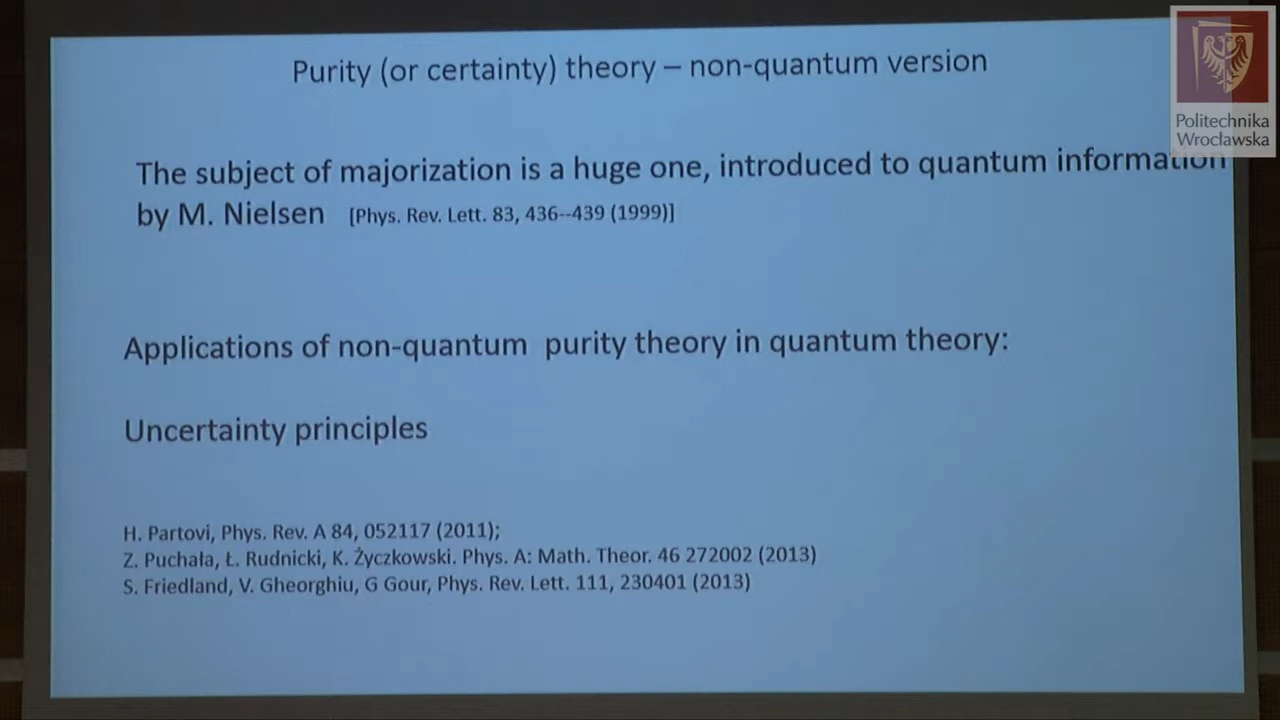 Purity (or certainty) theory – non-quantum version
Politechnika
Wrocławska
The subject of majorization is a huge one, introduced to quantum information
by M. Nielsen [Phys. Rev. Lett. 83, 436--439 (1999)]
Applications of non-quantum purity theory in quantum theory:
Uncertainty principles
H. Partovi, Phys. Rev. A 84, 052117 (2011);
Z. Puchała, Ł. Rudnicki, K. Życzkowski. Phys. A: Math. Theor. 46 272002 (2013)
S. Friedland, V. Gheorghiu, G Gour, Phys. Rev. Lett. 111, 230401 (2013)